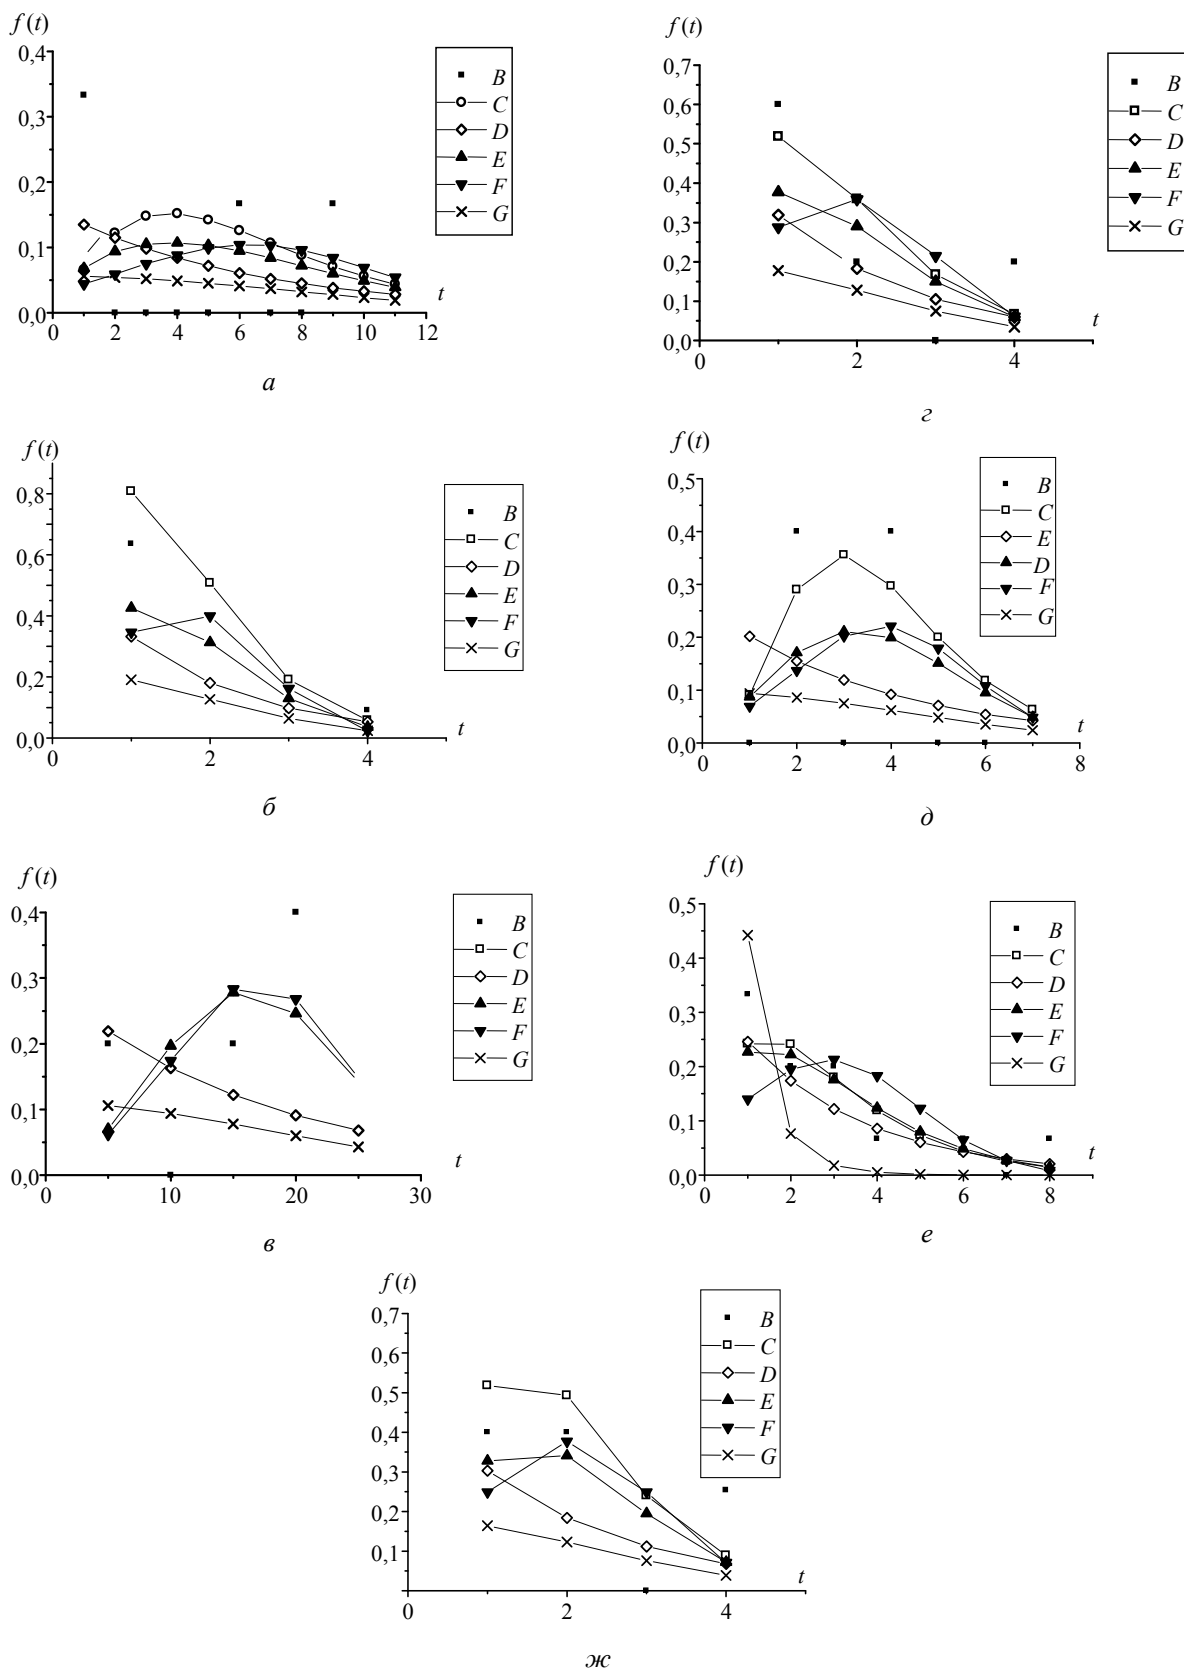 f(t)
0,4
0,3
0,2
0,1
0,0
0 2 4 6 8 10 12
t
B
C
D
E
F
G
а
f(t)
0,7
0,6
0,5
0,4
0,3
0,2
0,1
0,0
0 2 4
t
B
C
D
E
F
G
г
f(t)
0,8
0,6
0,4
0,2
0,0
0 2 4
t
B
C
D
E
F
G
б
f(t)
0,5
0,4
0,3
0,2
0,1
0,0
0 2 4 6 8
t
B
C
E
D
F
G
д
f(t)
0,4
0,3
0,2
0,1
0,0
0 10 20 30
t
B
C
D
E
F
G
в
f(t)
0,5
0,4
0,3
0,2
0,1
0,0
0 2 4 6 8
t
B
C
D
E
F
G
е
f(t)
0,7
0,6
0,5
0,4
0,3
0,2
0,1
0 2 4
t
B
C
D
E
F
G
ж